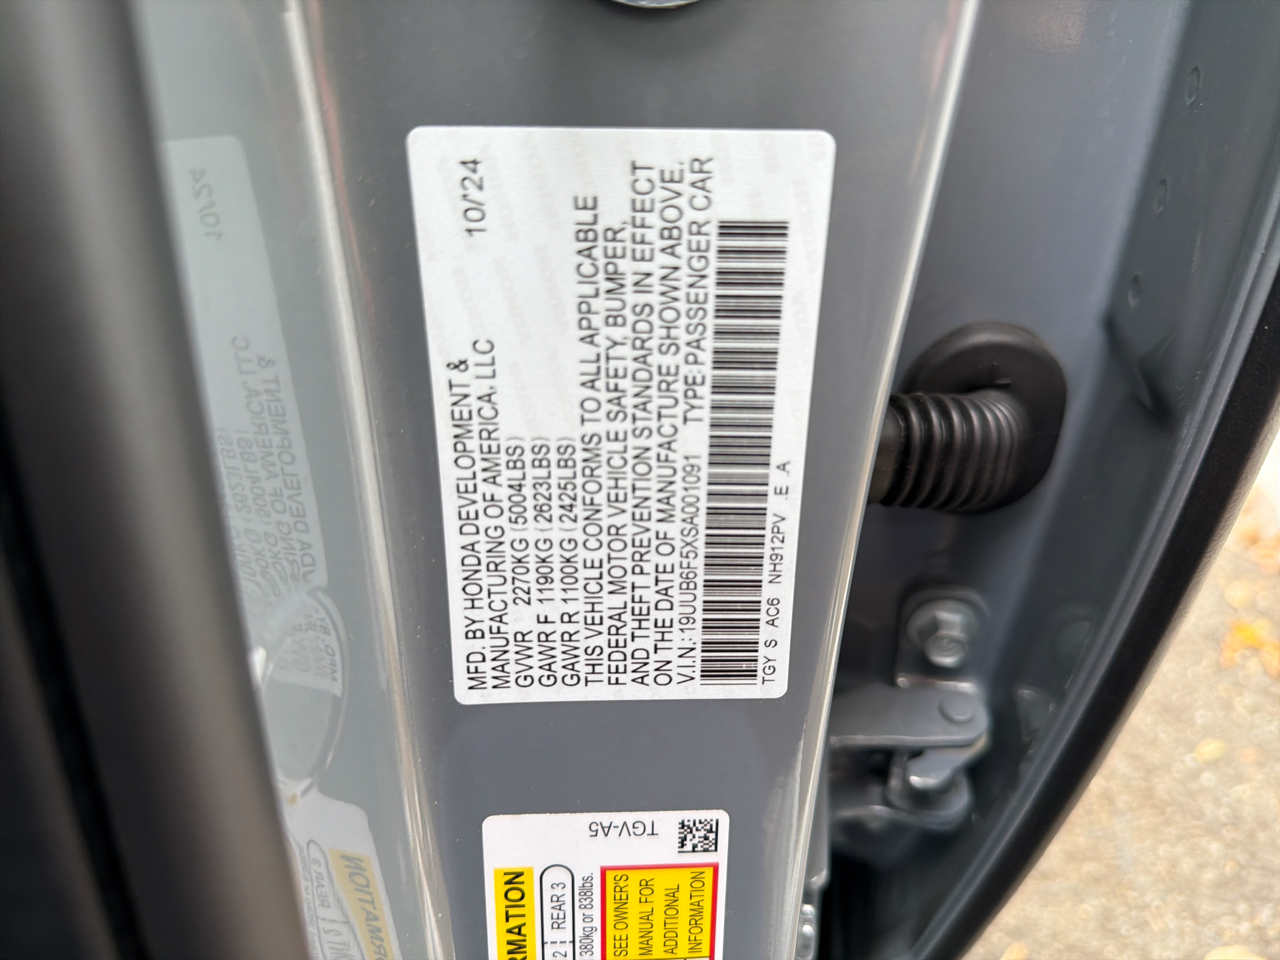 MFD. BY HONDA DEVELOPMENT &
MANUFACTURING OF AMERICA, LLC 10/'24
GVWR 2270KG (5004LBS)
GAWR F 1190KG (2623LBS)
GAWR R 1100KG (2425LBS)
THIS VEHICLE CONFORMS TO ALL APPLICABLE
FEDERAL MOTOR VEHICLE SAFETY, BUMPER,
AND THEFT PREVENTION STANDARDS IN EFFECT
ON THE DATE OF MANUFACTURE SHOWN ABOVE.
V.I.N.: 19UUB6F5XSA001091 TYPE: PASSENGER CAR
TGY S AC6 NH912PV E A
TGV-A5
RMATION
2 REAR 3
380kg or 838lbs.
SEE OWNER'S
MANUAL FOR
ADDITIONAL
INFORMATION